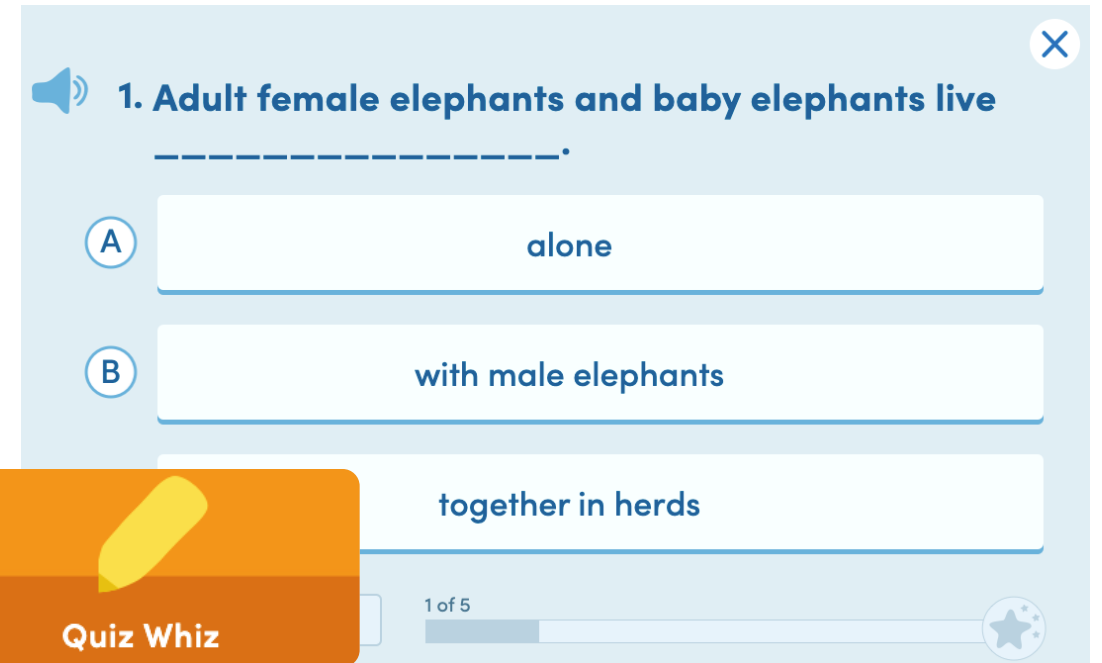 1. Adult female elephants and baby elephants live
_______________.
A
alone
B
with male elephants
together in herds
1 of 5
Quiz Whiz